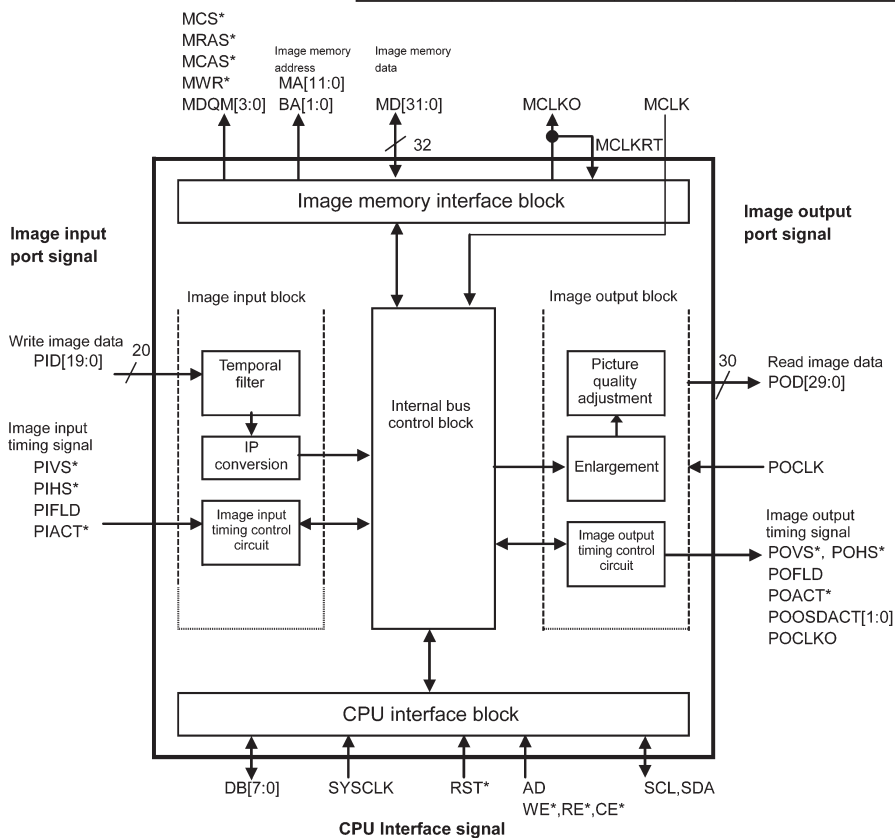 MCS*
MRAS*
MCAS*
MWR*
MDQM[3:0]
Image memory
address
MA[11:0]
BA[1:0]
Image memory
data
MD[31:0]
MCLKO
MCLK
32
MCLKRT
Image memory interface block
Image input
port signal
Image output
port signal
Image input block
Image output block
Write image data
PID[19:0]
20
Temporal
filter
Picture
quality
adjustment
30
Read image data
POD[29:0]
Internal bus
control block
Image input
timing signal
PIVS*
PIHS*
PIFLD
PIACT*
IP
conversion
Enlargement
POCLK
Image input
timing control
circuit
Image output
timing control
circuit
Image output
timing signal
POVS*, POHS*
POFLD
POACT*
POOSDACT[1:0]
POCLKO
CPU interface block
DB[7:0]
SYSCLK
RST*
AD
WE*,RE*,CE*
SCL,SDA
CPU Interface signal